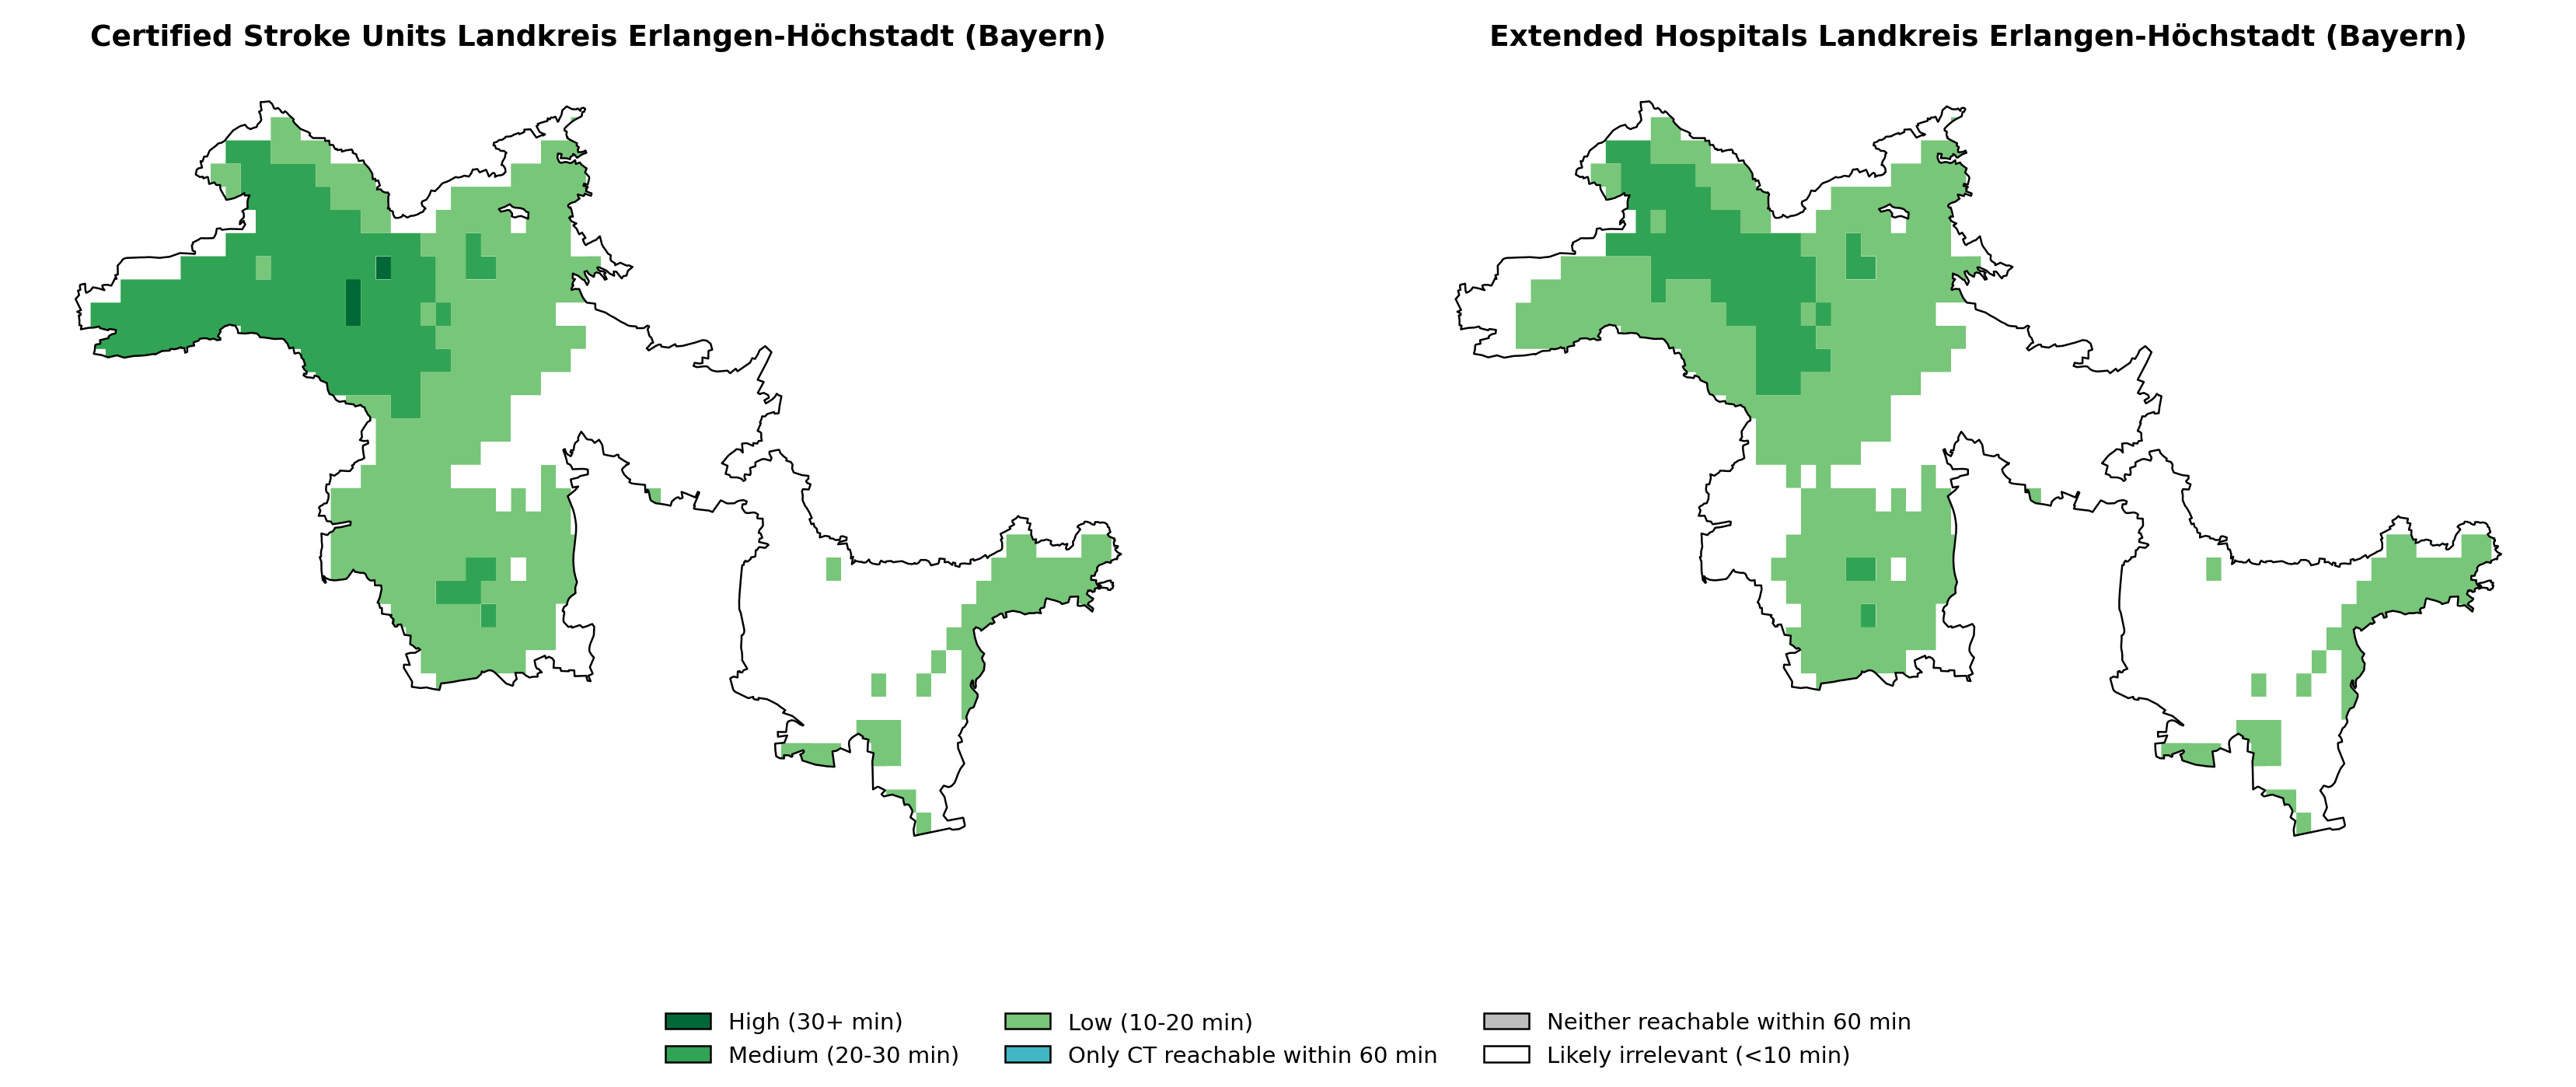 Certified Stroke Units Landkreis Erlangen-Höchstadt (Bayern)
Extended Hospitals Landkreis Erlangen-Höchstadt (Bayern)
High (30+ min)
Medium (20-30 min)
Low (10-20 min)
Only CT reachable within 60 min
Neither reachable within 60 min
Likely irrelevant (<10 min)